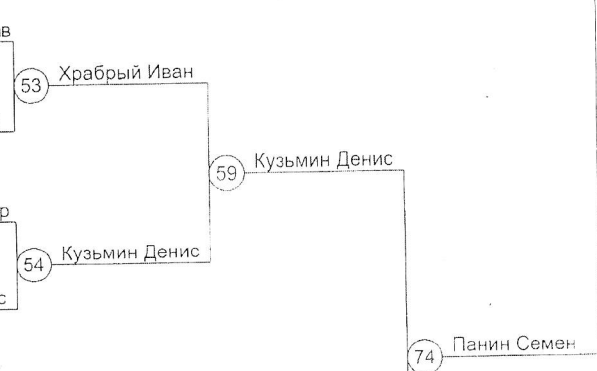 в
53 Храбрый Иван
59 Кузьмин Денис
р
54 Кузьмин Денис
с
74 Панин Семен